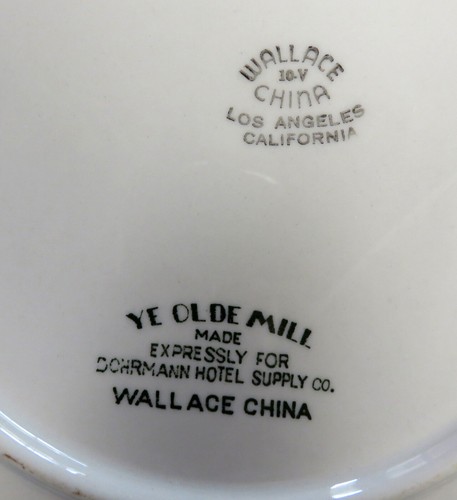 WALLACE
10-V
CHINA
LOS ANGELES
CALIFORNIA
YE OLDE MILL
MADE
EXPRESSLY FOR
DOHRMANN HOTEL SUPPLY CO.
WALLACE CHINA